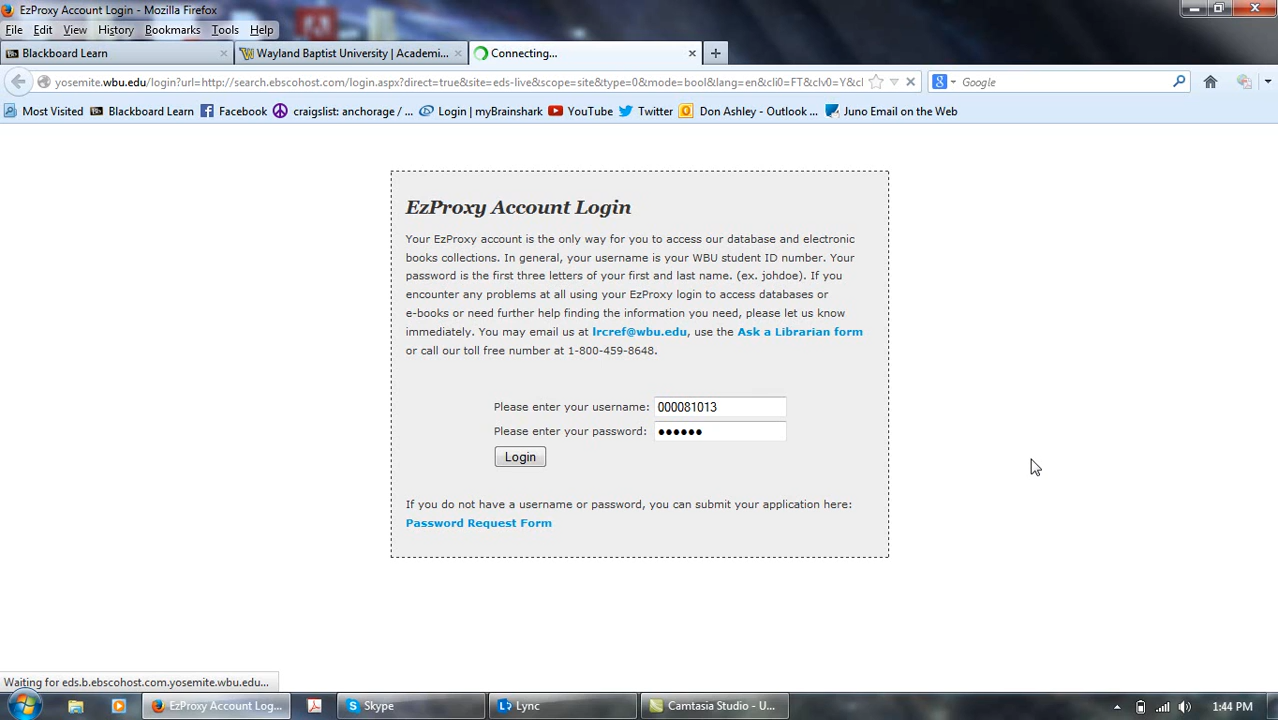 EzProxy Account Login - Mozilla Firefox
File Edit View History Bookmarks Tools Help
Blackboard Learn
Wayland Baptist University | Academi...
Connecting...
yosemite.wbu.edu/login?url=http://search.ebscohost.com/login.aspx?direct=true&site=eds-live&scope=site&type=0&mode=bool&lang=en&cli0=FT&clv0=Y&cl
Google
Most Visited Blackboard Learn Facebook craigslist: anchorage /... Login | myBrainshark YouTube Twitter Don Ashley - Outlook ... Juno Email on the Web
EzProxy Account Login
Your EzProxy account is the only way for you to access our database and electronic
books collections. In general, your username is your WBU student ID number. Your
password is the first three letters of your first and last name. (ex. johdoe). If you
encounter any problems at all using your EzProxy login to access databases or
e-books or need further help finding the information you need, please let us know
immediately. You may email us at lrcref@wbu.edu, use the Ask a Librarian form
or call our toll free number at 1-800-459-8648.
Please enter your username: 000081013
Please enter your password: ••••••
Login
If you do not have a username or password, you can submit your application here:
Password Request Form
Waiting for eds.b.ebscohost.com.yosemite.wbu.edu...
EzProxy Account Log...
Skype
Lync
Camtasia Studio - U...
1:44 PM